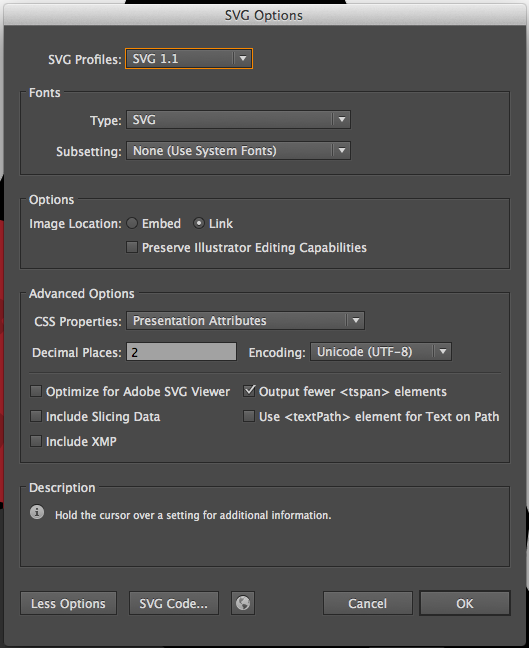 SVG Options
SVG Profiles: SVG 1.1
Fonts
Type: SVG
Subsetting: None (Use System Fonts)
Options
Image Location: Embed Link
Preserve Illustrator Editing Capabilities
Advanced Options
CSS Properties: Presentation Attributes
Decimal Places: 2 Encoding: Unicode (UTF-8)
Optimize for Adobe SVG Viewer Output fewer <tspan> elements
Include Slicing Data Use <textPath> element for Text on Path
Include XMP
Description
Hold the cursor over a setting for additional information.
Less Options SVG Code... Cancel OK